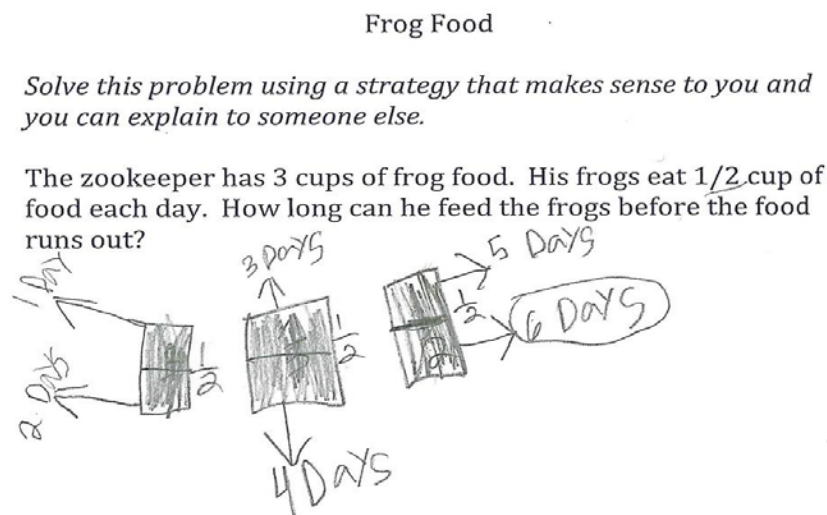 Frog Food
Solve this problem using a strategy that makes sense to you and
you can explain to someone else.
The zookeeper has 3 cups of frog food. His frogs eat 1/2 cup of
food each day. How long can he feed the frogs before the food
runs out?
1 Day
2 Days
1/2
3 Days
1/2
4 Days
5 Days
1/2
6 Days